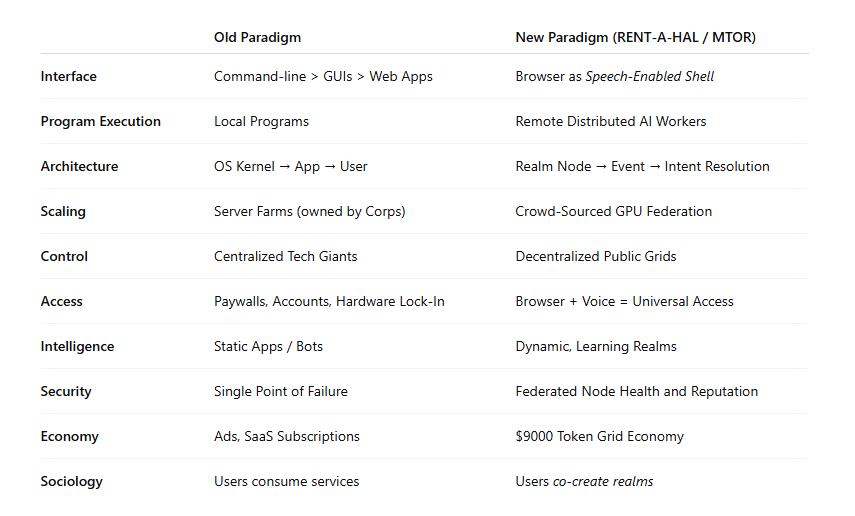 Old Paradigm New Paradigm (RENT-A-HAL / MTOR)
Interface Command-line > GUIs > Web Apps Browser as Speech-Enabled Shell
Program Execution Local Programs Remote Distributed AI Workers
Architecture OS Kernel → App → User Realm Node → Event → Intent Resolution
Scaling Server Farms (owned by Corps) Crowd-Sourced GPU Federation
Control Centralized Tech Giants Decentralized Public Grids
Access Paywalls, Accounts, Hardware Lock-In Browser + Voice = Universal Access
Intelligence Static Apps / Bots Dynamic, Learning Realms
Security Single Point of Failure Federated Node Health and Reputation
Economy Ads, SaaS Subscriptions $9000 Token Grid Economy
Sociology Users consume services Users co-create realms